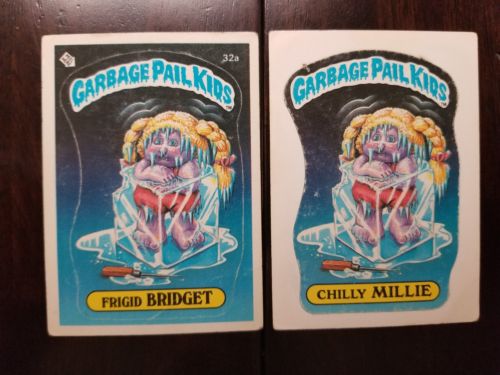 32a
GARBAGE PAIL KIDS
FRIGID BRIDGET
GARBAGE PAIL KIDS
CHILLY MILLIE